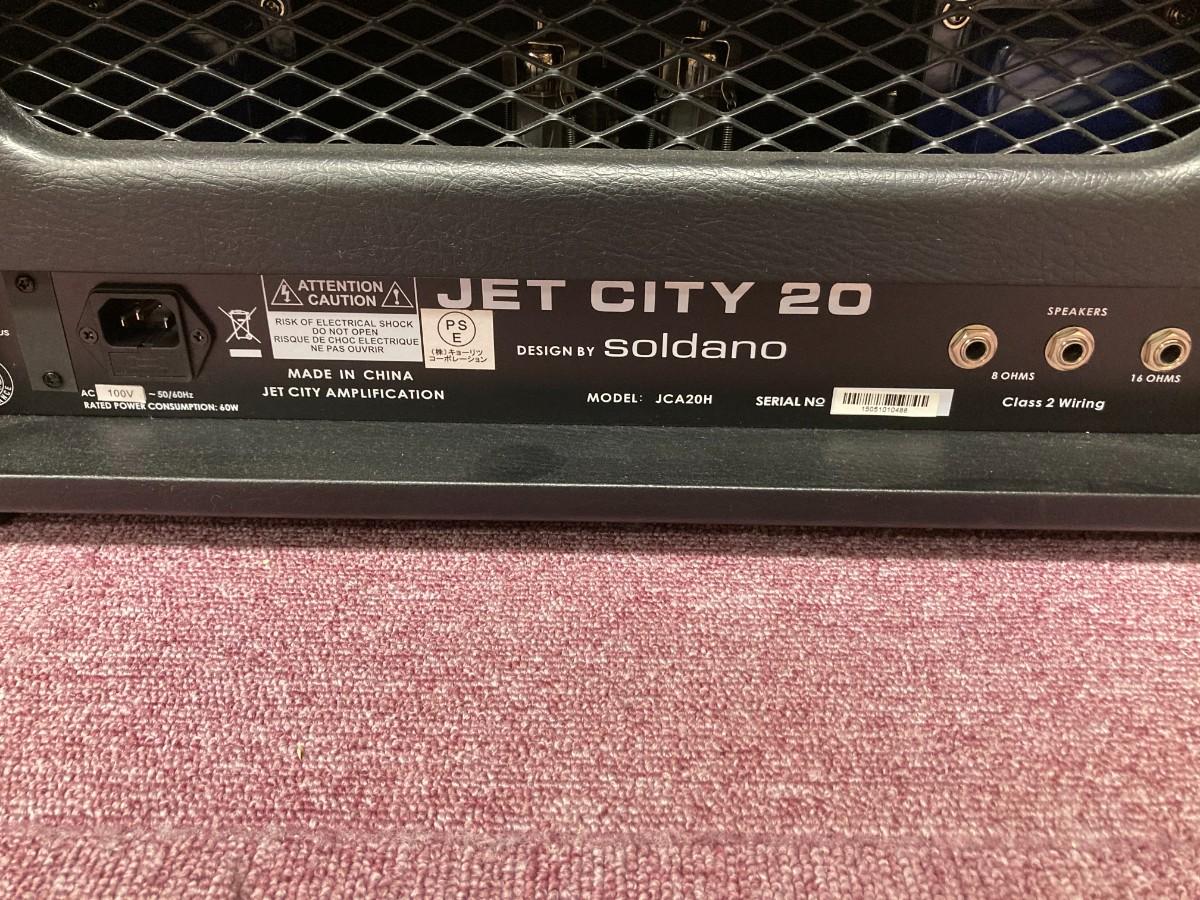 ATTENTION
CAUTION
RISK OF ELECTRICAL SHOCK
DO NOT OPEN
RISQUE DE CHOC ELECTRIQUE
NE PAS OUVRIR
MADE IN CHINA
JET CITY AMPLIFICATION
AC 100V ~ 50/60Hz
RATED POWER CONSUMPTION: 60W
JET CITY 20
PS
E
(株)キョーリツ
コーポレーション
DESIGN BY soldano
MODEL: JCA20H
SERIAL No
15051010488
SPEAKERS
8 OHMS
16 OHMS
Class 2 Wiring